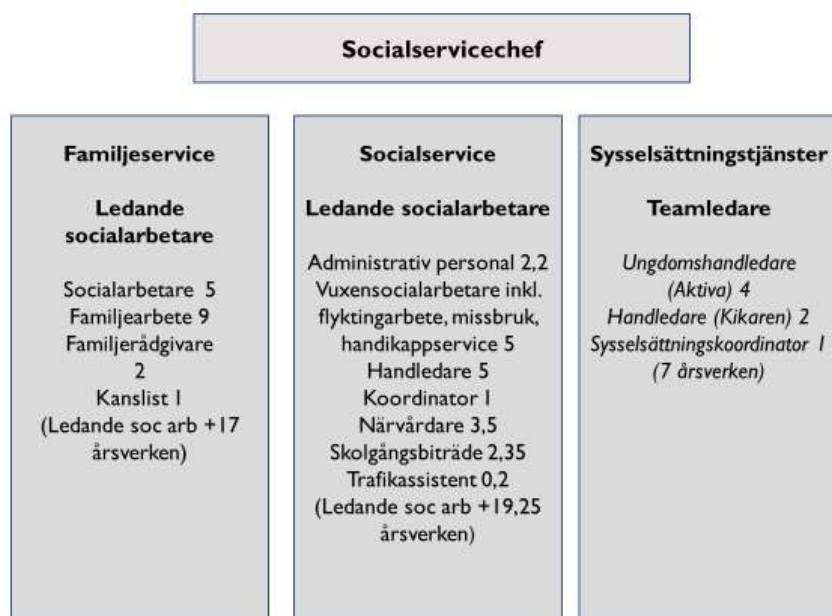 Socialservicechef
Familjeservice
Ledande
socialarbetare
Socialarbetare 5
Familjearbete 9
Familjerådgivare
2
Kanslist 1
(Ledande soc arb +17
årsverken)
Socialservice
Ledande socialarbetare
Administrativ personal 2,2
Vuxensocialarbetare inkl.
flyktingarbete, missbruk,
handikappservice 5
Handledare 5
Koordinator 1
Närvårdare 3,5
Skolgångsbiträde 2,35
Trafikassistent 0,2
(Ledande soc arb +19,25
årsverken)
Sysselsättningstjänster
Teamledare
Ungdomshandledare
(Aktiva) 4
Handledare (Kikaren) 2
Sysselsättningskoordinator 1
(7 årsverken)